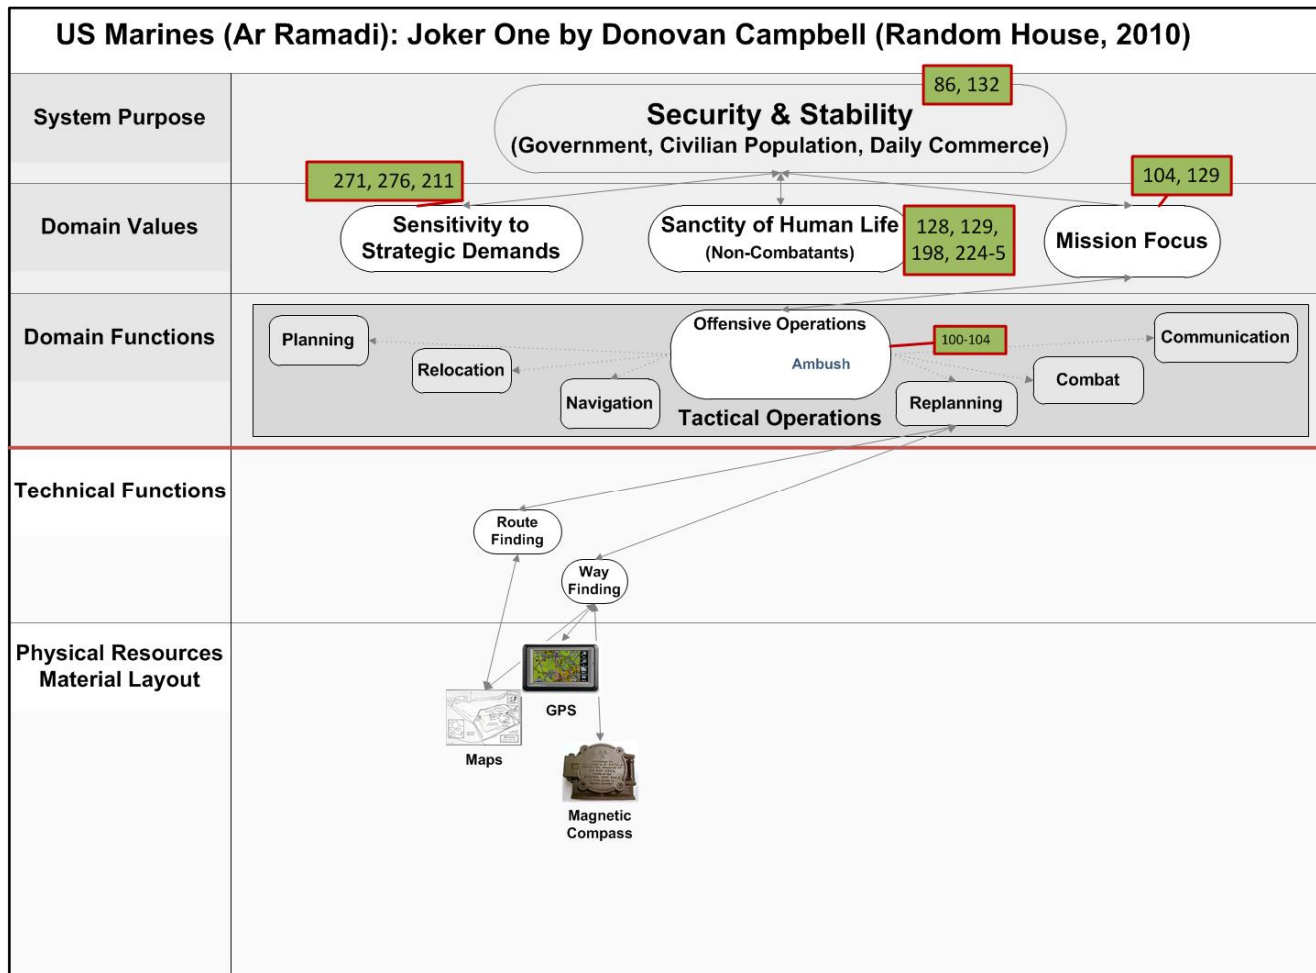 US Marines (Ar Ramadi): Joker One by Donovan Campbell (Random House, 2010)
System Purpose
86, 132
Security & Stability
(Government, Civilian Population, Daily Commerce)
Domain Values
271, 276, 211
Sensitivity to
Strategic Demands
Sanctity of Human Life
(Non-Combatants)
128, 129,
198, 224-5
104, 129
Mission Focus
Domain Functions
Planning
Relocation
Navigation
Offensive Operations
Ambush
100-104
Tactical Operations
Replanning
Combat
Communication
Technical Functions
Route
Finding
Way
Finding
Physical Resources
Material Layout
GPS
Maps
Magnetic
Compass